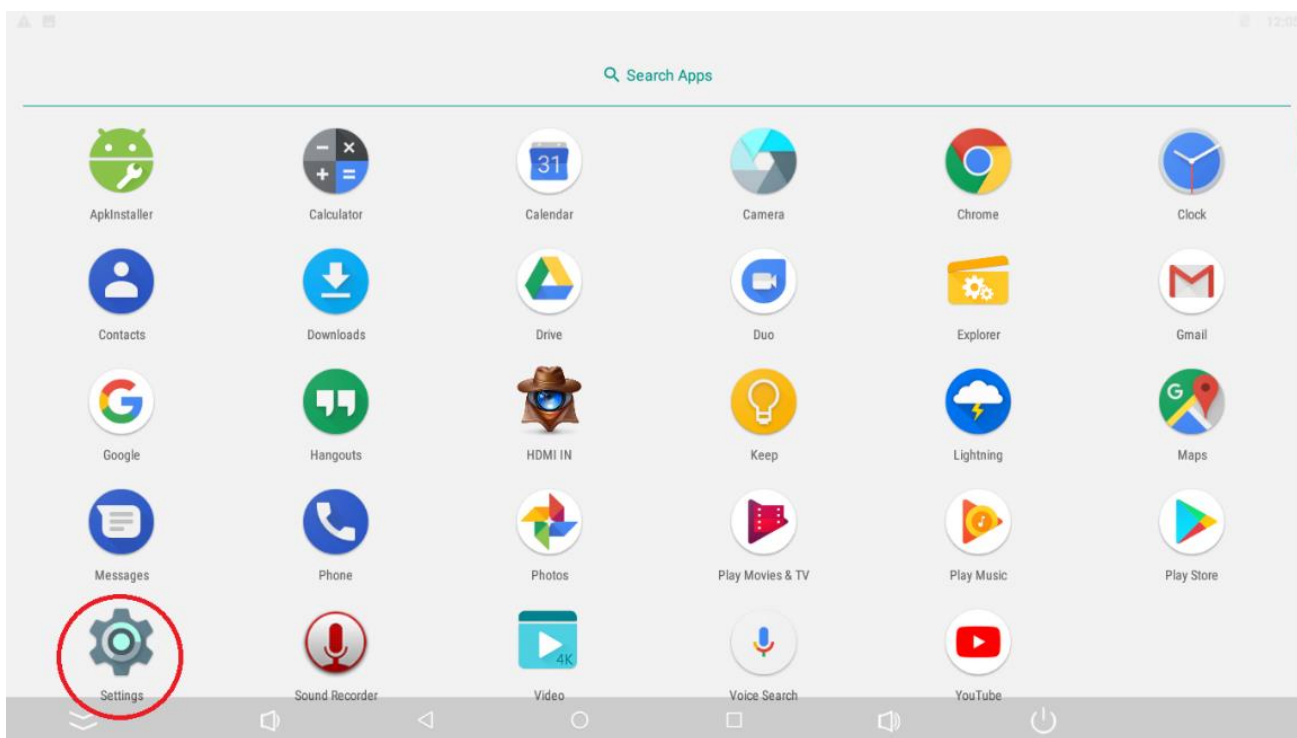 12:05
Search Apps
ApkInstaller Calculator Calendar Camera Chrome Clock
Contacts Downloads Drive Duo Explorer Gmail
Google Hangouts HDMI IN Keep Lightning Maps
Messages Phone Photos Play Movies & TV Play Music Play Store
Settings Sound Recorder Video Voice Search YouTube